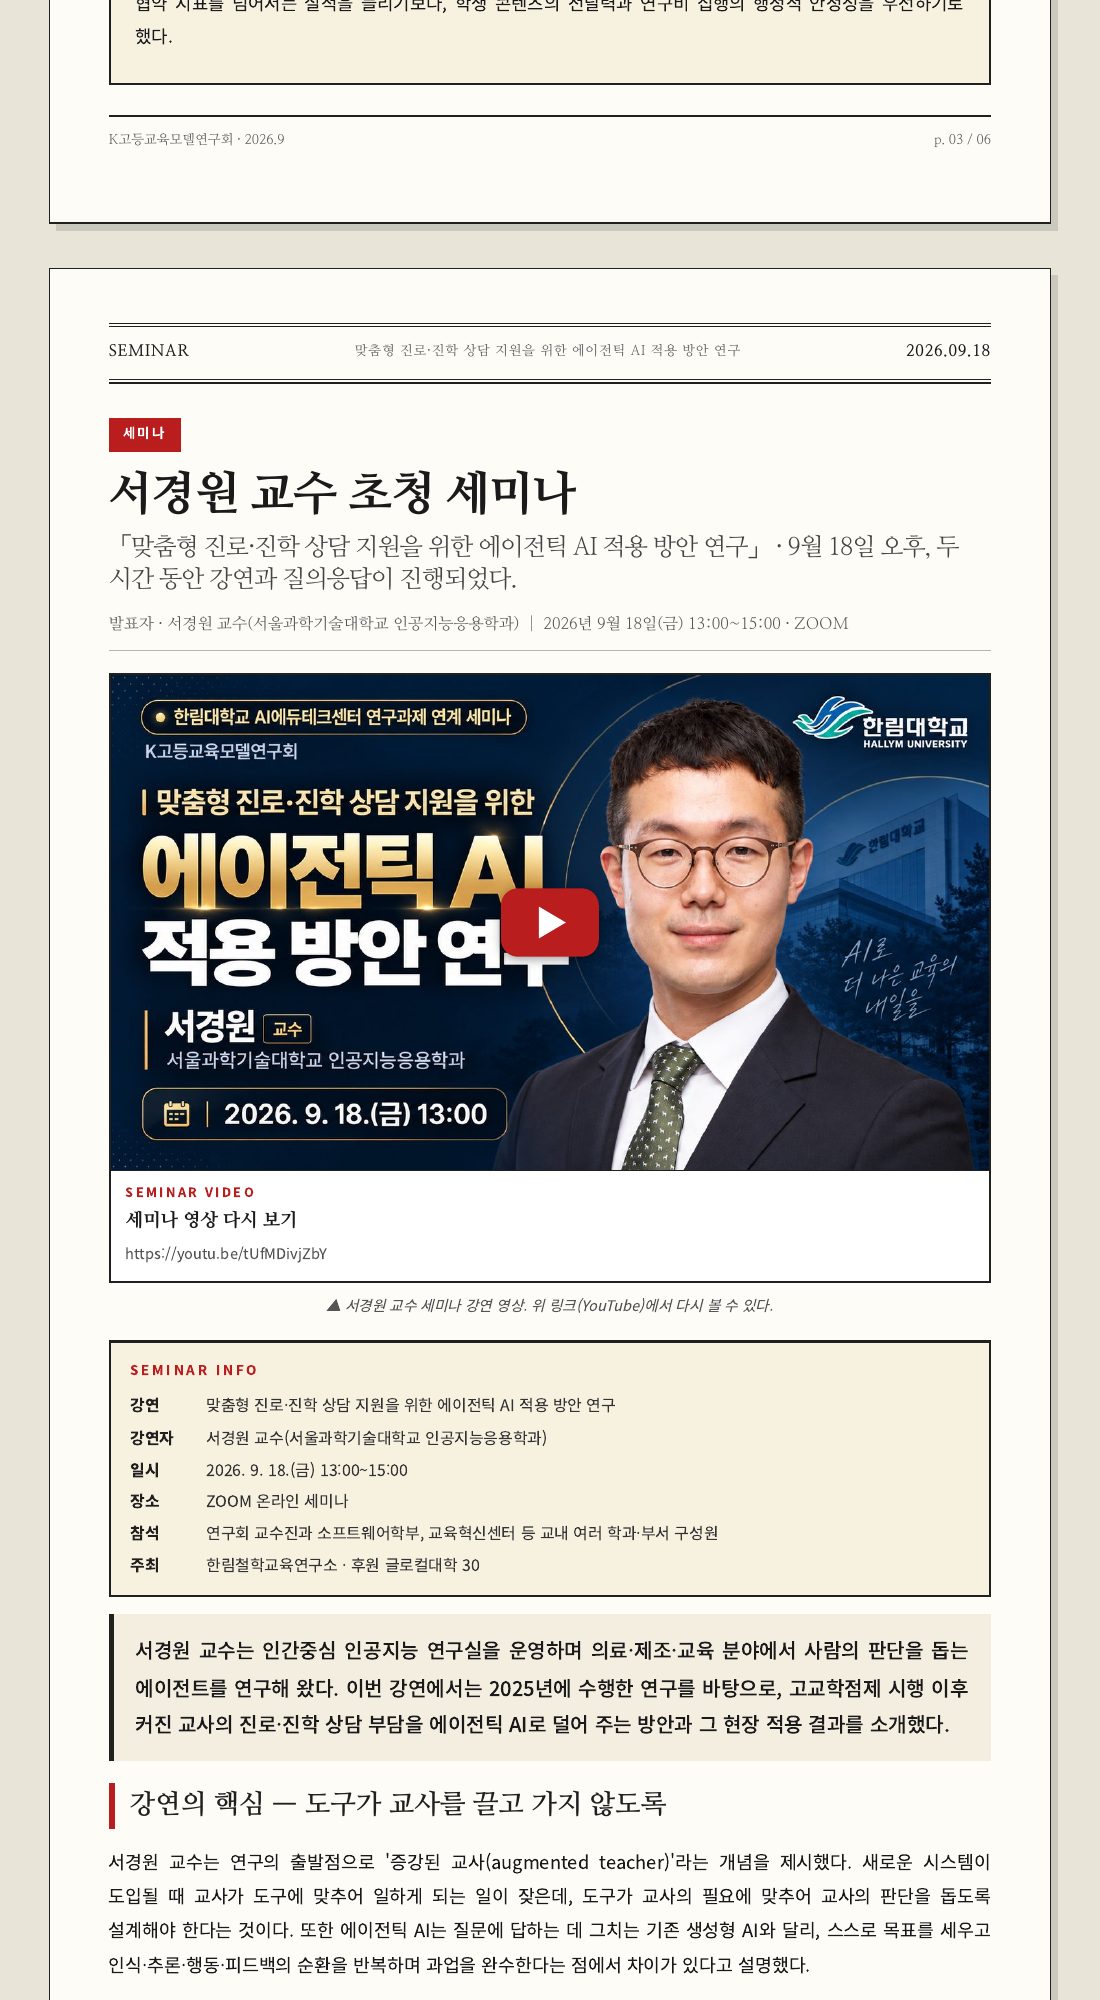 협약 지표를 넘어서는 실적을 늘리기보다, 학생 콘텐츠의 전달력과 연구비 집행의 행정적 안정성을 우선하기로
했다.
K고등교육모델연구회 · 2026.9
p. 03 / 06
SEMINAR
맞춤형 진로·진학 상담 지원을 위한 에이전틱 AI 적용 방안 연구
2026.09.18
세미나
서경원 교수 초청 세미나
「맞춤형 진로·진학 상담 지원을 위한 에이전틱 AI 적용 방안 연구」 · 9월 18일 오후, 두
시간 동안 강연과 질의응답이 진행되었다.
발표자 · 서경원 교수(서울과학기술대학교 인공지능응용학과) | 2026년 9월 18일(금) 13:00~15:00 · ZOOM
한림대학교 AI에듀테크센터 연구과제 연계 세미나
K고등교육모델연구회
맞춤형 진로·진학 상담 지원을 위한
에이전틱 AI
적용 방안 연구
서경원 교수
서울과학기술대학교 인공지능응용학과
2026. 9. 18.(금) 13:00
한림대학교
HALLYM UNIVERSITY
한림대학교
AI로
더 나은 교육의
내일을
SEMINAR VIDEO
세미나 영상 다시 보기
https://youtu.be/tUfMDivjZbY
▲ 서경원 교수 세미나 강연 영상. 위 링크(YouTube)에서 다시 볼 수 있다.
SEMINAR INFO
강연 맞춤형 진로·진학 상담 지원을 위한 에이전틱 AI 적용 방안 연구
강연자 서경원 교수(서울과학기술대학교 인공지능응용학과)
일시 2026. 9. 18.(금) 13:00~15:00
장소 ZOOM 온라인 세미나
참석 연구회 교수진과 소프트웨어학부, 교육혁신센터 등 교내 여러 학과·부서 구성원
주최 한림철학교육연구소 · 후원 글로컬대학 30
서경원 교수는 인간중심 인공지능 연구실을 운영하며 의료·제조·교육 분야에서 사람의 판단을 돕는
에이전트를 연구해 왔다. 이번 강연에서는 2025년에 수행한 연구를 바탕으로, 고교학점제 시행 이후
커진 교사의 진로·진학 상담 부담을 에이전틱 AI로 덜어 주는 방안과 그 현장 적용 결과를 소개했다.
강연의 핵심 — 도구가 교사를 끌고 가지 않도록
서경원 교수는 연구의 출발점으로 '증강된 교사(augmented teacher)'라는 개념을 제시했다. 새로운 시스템이
도입될 때 교사가 도구에 맞추어 일하게 되는 일이 잦은데, 도구가 교사의 필요에 맞추어 교사의 판단을 돕도록
설계해야 한다는 것이다. 또한 에이전틱 AI는 질문에 답하는 데 그치는 기존 생성형 AI와 달리, 스스로 목표를 세우고
인식·추론·행동·피드백의 순환을 반복하며 과업을 완수한다는 점에서 차이가 있다고 설명했다.